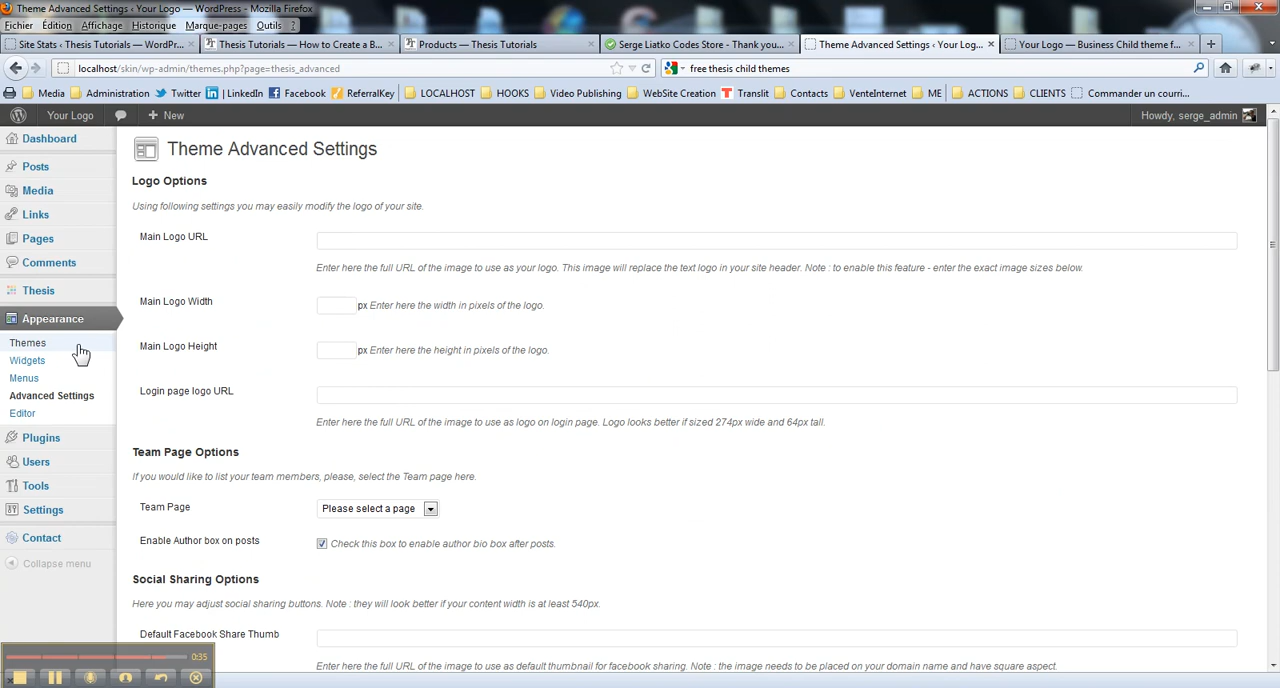 Theme Advanced Settings ‹ Your Logo — WordPress - Mozilla Firefox
Fichier Édition Affichage Historique Marque-pages Outils ?
Site Stats ‹ Thesis Tutorials — WordPr... × Thesis Tutorials — How to Create a B... × Products — Thesis Tutorials × Serge Liatko Codes Store - Thank you... × Theme Advanced Settings ‹ Your Log... × Your Logo — Business Child theme f... × +
localhost/skin/wp-admin/themes.php?page=thesis_advanced free thesis child themes
Media Administration Twitter LinkedIn Facebook ReferralKey LOCALHOST HOOKS Video Publishing WebSite Creation Translit Contacts VenteInternet ME ACTIONS CLIENTS Commander un courri...
Your Logo + New Howdy, serge_admin
Dashboard
Posts
Media
Links
Pages
Comments
Thesis
Appearance
Themes
Widgets
Menus
Advanced Settings
Editor
Plugins
Users
Tools
Settings
Contact
Collapse menu
Theme Advanced Settings
Logo Options
Using following settings you may easily modify the logo of your site.
Main Logo URL
Enter here the full URL of the image to use as your logo. This image will replace the text logo in your site header. Note : to enable this feature - enter the exact image sizes below.
Main Logo Width
px Enter here the width in pixels of the logo.
Main Logo Height
px Enter here the height in pixels of the logo.
Login page logo URL
Enter here the full URL of the image to use as logo on login page. Logo looks better if sized 274px wide and 64px tall.
Team Page Options
If you would like to list your team members, please, select the Team page here.
Team Page Please select a page
Enable Author box on posts Check this box to enable author bio box after posts.
Social Sharing Options
Here you may adjust social sharing buttons. Note : they will look better if your content width is at least 540px.
Default Facebook Share Thumb
Enter here the full URL of the image to use as default thumbnail for facebook sharing. Note : the image needs to be placed on your domain name and have square aspect.
0:35